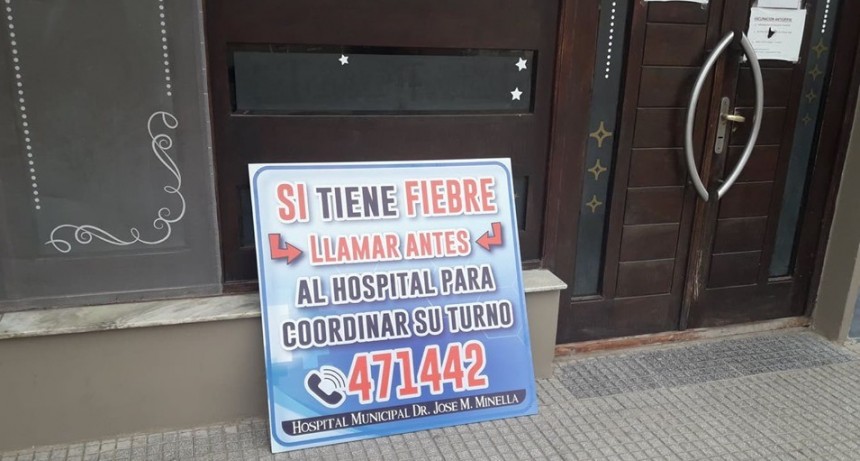 SI TIENE FIEBRE
LLAMAR ANTES
AL HOSPITAL PARA
COORDINAR SU TURNO
471442
HOSPITAL MUNICIPAL DR. JOSE M. MINELLA